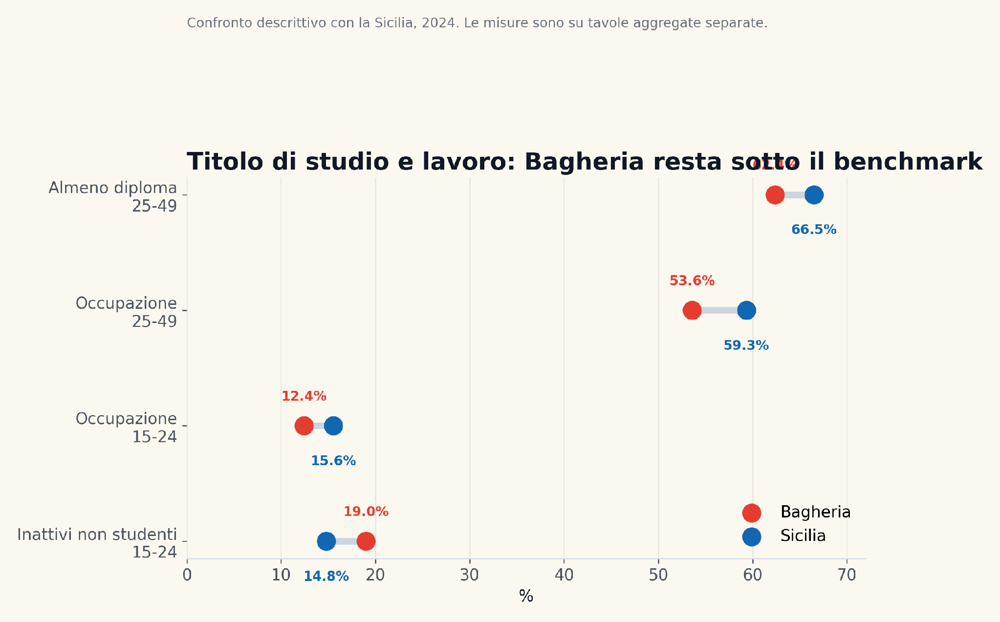 Confronto descrittivo con la Sicilia, 2024. Le misure sono su tavole aggregate separate.
Titolo di studio e lavoro: Bagheria resta sotto il benchmark
Almeno diploma
25-49
66.5%
53.6%
Occupazione
25-49
59.3%
12.4%
Occupazione
15-24
15.6%
19.0%
Inattivi non studenti
15-24
14.8%
Bagheria
Sicilia
0 10 20 30 40 50 60 70
%